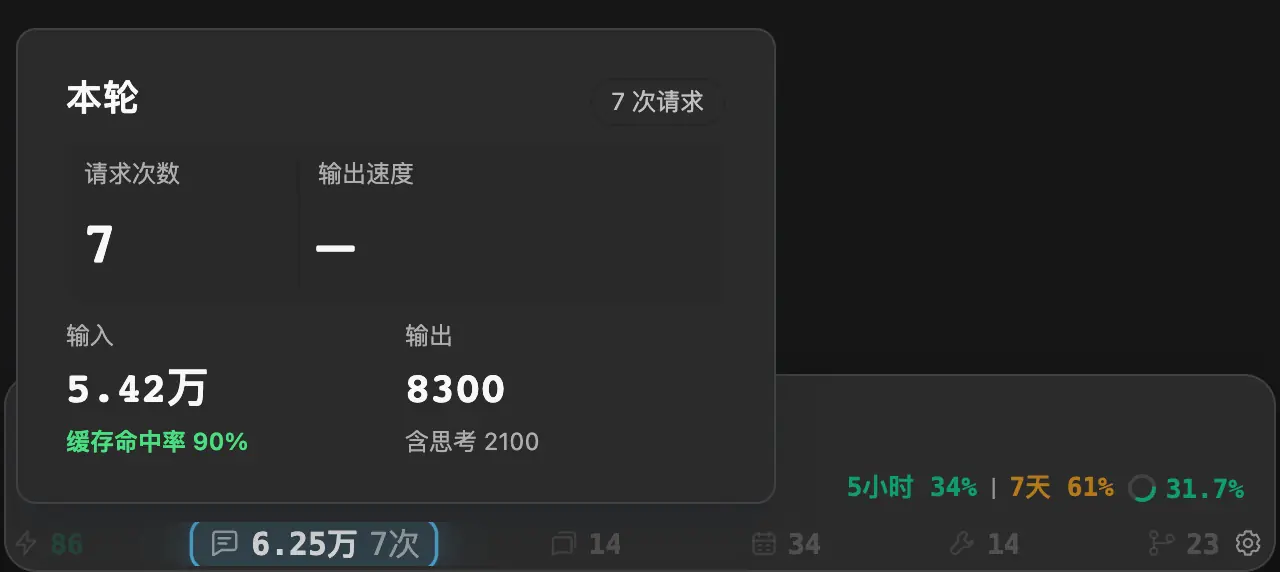 本轮
7 次请求
请求次数
输出速度
7
—
输入
输出
5.42万
8300
缓存命中率 90%
含思考 2100
5小时 34% | 7天 61% 31.7%
86
6.25万 7次
14
34
14
23